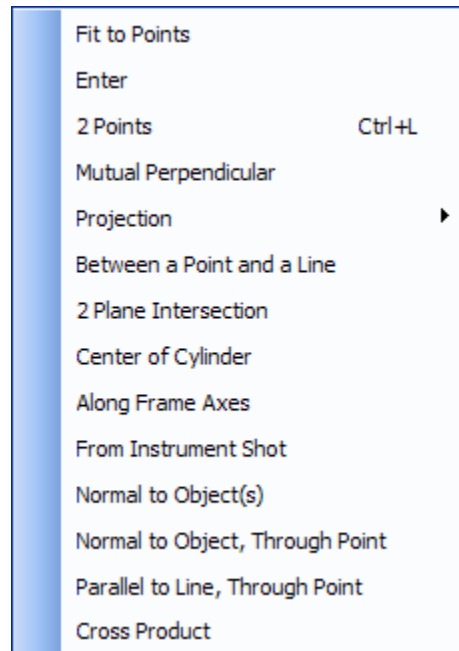 Fit to Points
Enter
2 Points Ctrl+L
Mutual Perpendicular
Projection
Between a Point and a Line
2 Plane Intersection
Center of Cylinder
Along Frame Axes
From Instrument Shot
Normal to Object(s)
Normal to Object, Through Point
Parallel to Line, Through Point
Cross Product